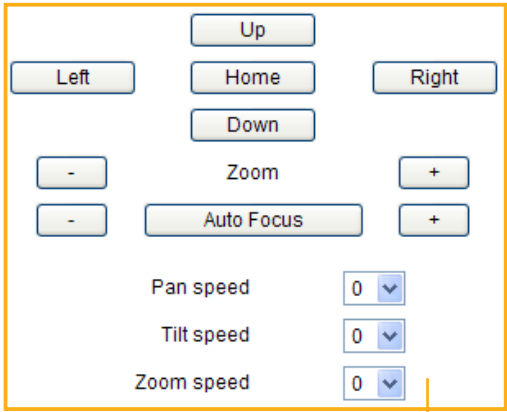 Up
Left Home Right
Down
- Zoom +
- Auto Focus +
Pan speed 0
Tilt speed 0
Zoom speed 0